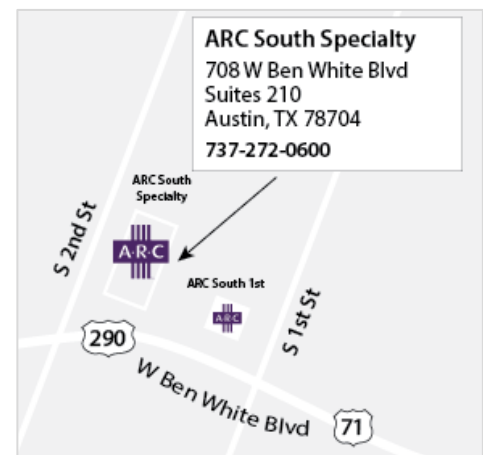 ARC South Specialty
708 W Ben White Blvd
Suites 210
Austin, TX 78704
737-272-0600
ARC South
Specialty
S 2nd St
A·R·C
ARC South 1st
A·R·C
S 1st St
290
W Ben White Blvd
71